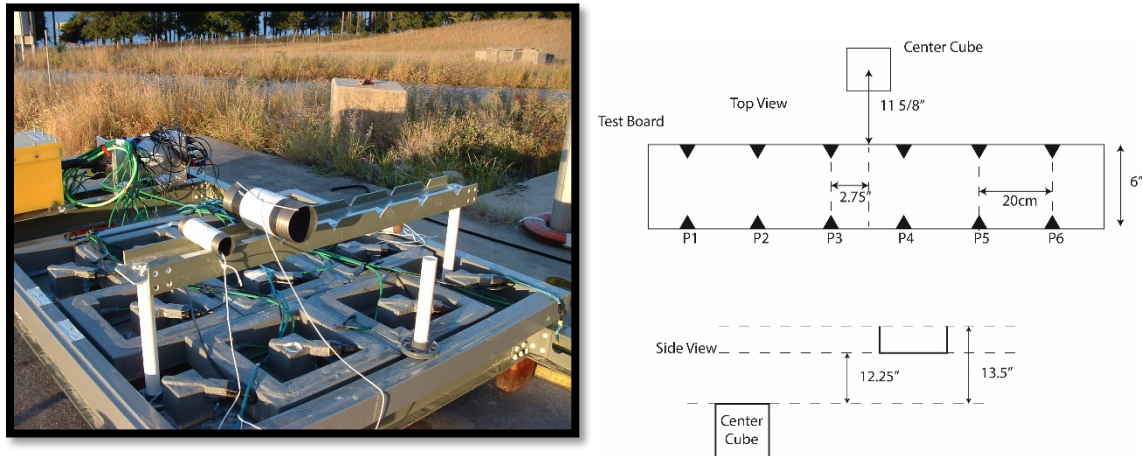 Center Cube
11 5/8”
Top View
Test Board
6”
2.75”
20cm
P1 P2 P3 P4 P5 P6
Side View
12.25”
13.5”
Center
Cube